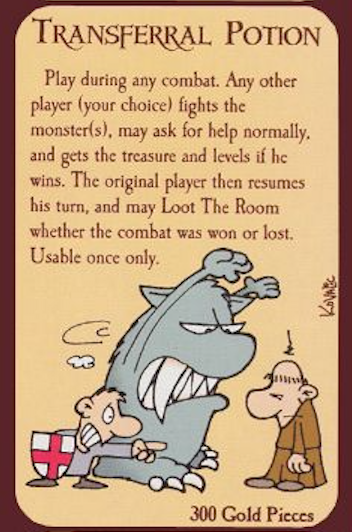 TRANSFERRAL POTION
Play during any combat. Any other
player (your choice) fights the
monster(s), may ask for help normally,
and gets the treasure and levels if he
wins. The original player then resumes
his turn, and may Loot The Room
whether the combat was won or lost.
Usable once only.
KOVALIC
300 Gold Pieces